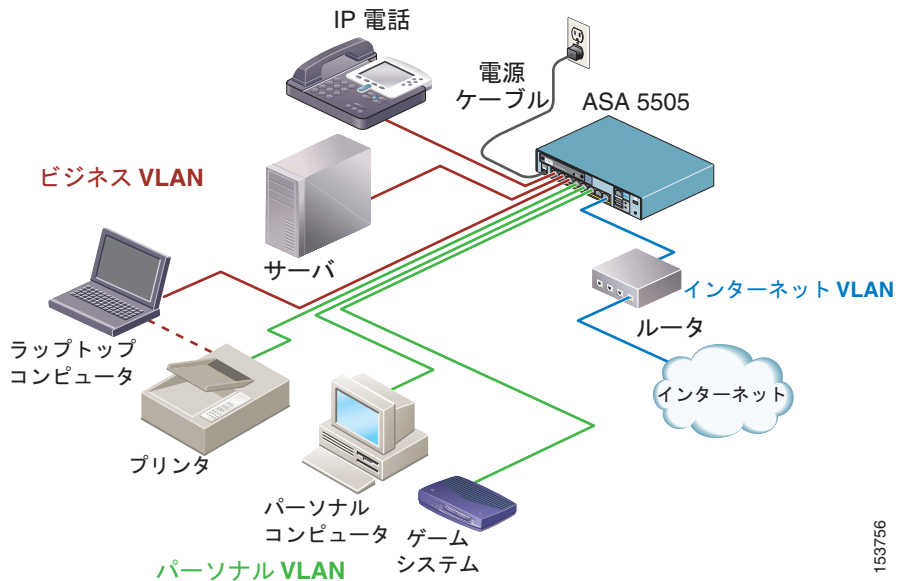 IP 電話
電源
ケーブル
ASA 5505
ビジネス VLAN
サーバ
インターネット VLAN
ルータ
ラップトップ
コンピュータ
インターネット
プリンタ
パーソナル
コンピュータ
ゲーム
システム
パーソナル VLAN
153756